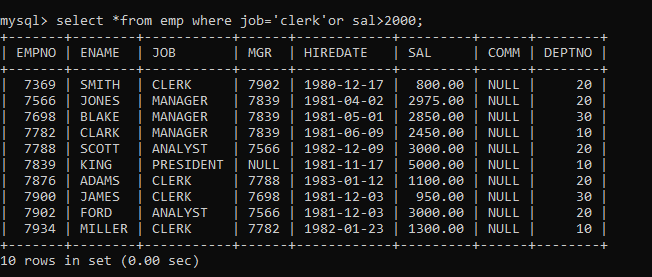 mysql> select *from emp where job='clerk'or sal>2000;
+-------+--------+-----------+------+------------+---------+------+--------+
| EMPNO | ENAME  | JOB       | MGR  | HIREDATE   | SAL     | COMM | DEPTNO |
+-------+--------+-----------+------+------------+---------+------+--------+
|  7369 | SMITH  | CLERK     | 7902 | 1980-12-17 |  800.00 | NULL |     20 |
|  7566 | JONES  | MANAGER   | 7839 | 1981-04-02 | 2975.00 | NULL |     20 |
|  7698 | BLAKE  | MANAGER   | 7839 | 1981-05-01 | 2850.00 | NULL |     30 |
|  7782 | CLARK  | MANAGER   | 7839 | 1981-06-09 | 2450.00 | NULL |     10 |
|  7788 | SCOTT  | ANALYST   | 7566 | 1982-12-09 | 3000.00 | NULL |     20 |
|  7839 | KING   | PRESIDENT | NULL | 1981-11-17 | 5000.00 | NULL |     10 |
|  7876 | ADAMS  | CLERK     | 7788 | 1983-01-12 | 1100.00 | NULL |     20 |
|  7900 | JAMES  | CLERK     | 7698 | 1981-12-03 |  950.00 | NULL |     30 |
|  7902 | FORD   | ANALYST   | 7566 | 1981-12-03 | 3000.00 | NULL |     20 |
|  7934 | MILLER | CLERK     | 7782 | 1982-01-23 | 1300.00 | NULL |     10 |
+-------+--------+-----------+------+------------+---------+------+--------+
10 rows in set (0.00 sec)